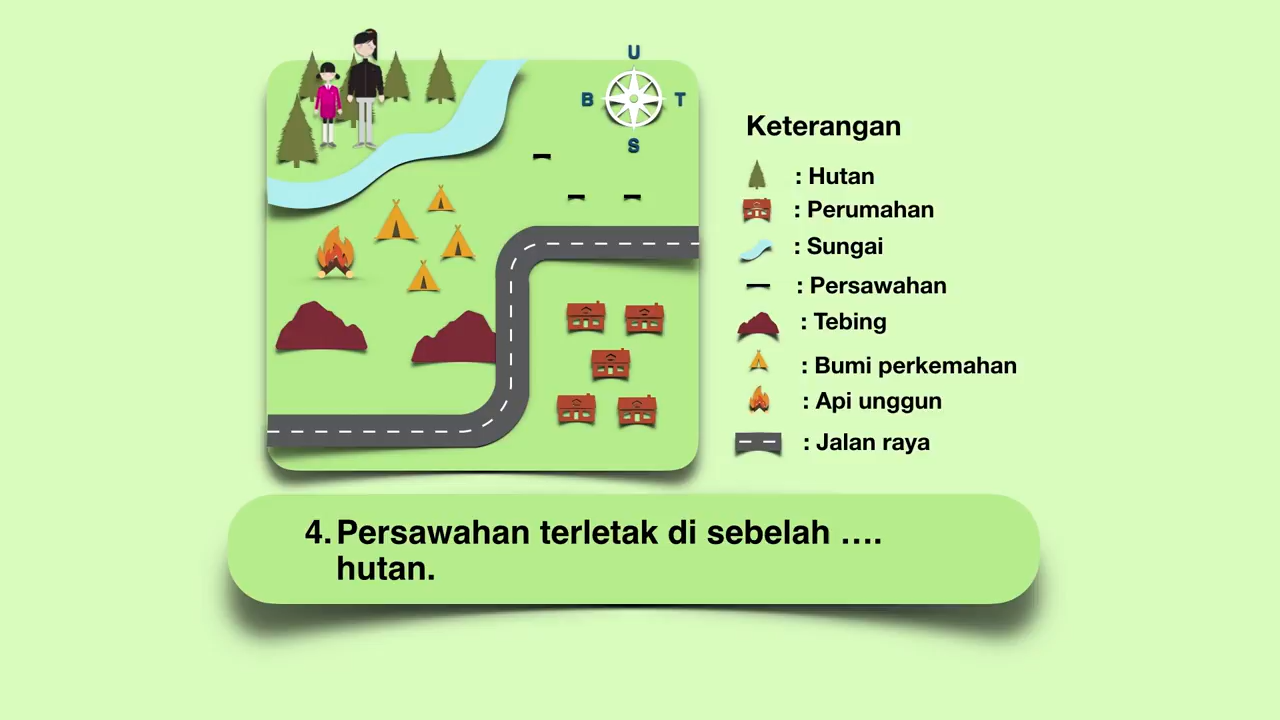 U
B T
S
Keterangan
: Hutan
: Perumahan
: Sungai
: Persawahan
: Tebing
: Bumi perkemahan
: Api unggun
: Jalan raya
4. Persawahan terletak di sebelah ....
hutan.